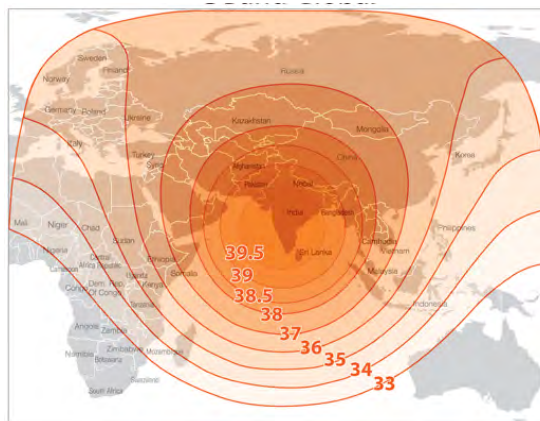 Sweden
Norway
Finland
Russia
Germany
Poland
Ukraine
Kazakhstan
Mongolia
Italy
Turkey
Syria
Korea
China
Afghanistan
Pakistan
Nepal
Mali
Niger
Chad
Sudan
India
Bangladesh
Philippines
Nigeria
Ethiopia
Cambodia
Vietnam
Central
Africa Republic
Somalia
Sri Lanka
39.5
Malaysia
Kenya
Congo
Dem. Rep.
Of Congo
39
Indonesia
Tanzania
38.5
38
Angola
Zambia
37
Zimbabwe
Mozambique
36
Namibia
Botswana
35
34
33
South Africa